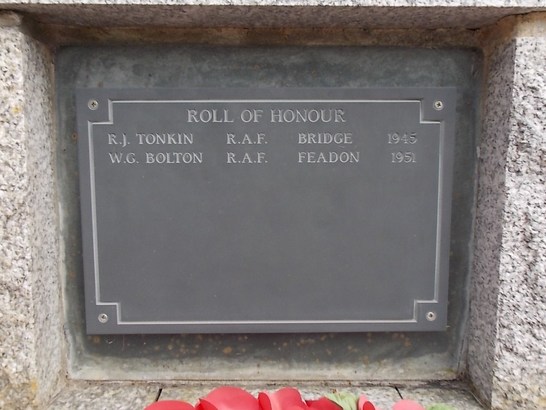 ROLL OF HONOUR
R.J. TONKIN R.A.F. BRIDGE 1945
W.G. BOLTON R.A.F. FEADON 1951